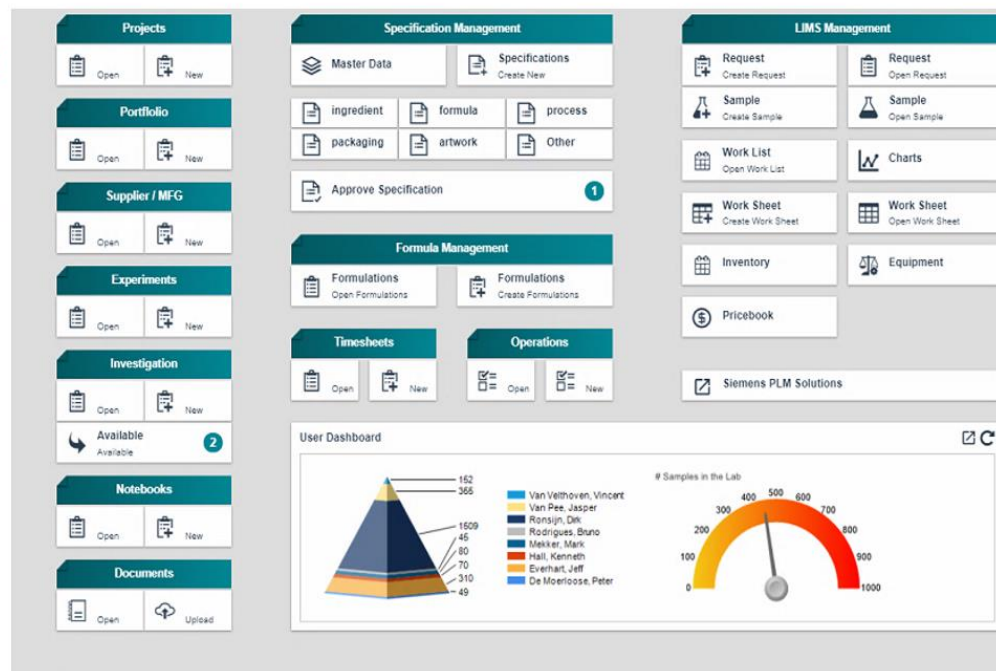 Projects
Open
New
Portflolio
Open
New
Supplier / MFG
Open
New
Experiments
Open
New
Investigation
Open
New
Available
Available
2
Notebooks
Open
New
Documents
Open
Upload
Specification Management
Master Data
Specifications
Create New
ingredient
formula
process
packaging
artwork
Other
Approve Specification
1
Formula Management
Formulations
Open Formulations
Formulations
Create Formulations
Timesheets
Open
New
Operations
Open
New
LIMS Management
Request
Create Request
Request
Open Request
Sample
Create Sample
Sample
Open Sample
Work List
Open Work List
Charts
Work Sheet
Create Work Sheet
Work Sheet
Open Work Sheet
Inventory
Equipment
Pricebook
Siemens PLM Solutions
User Dashboard
152
365
1509
45
80
70
310
49
Van Velthoven, Vincent
Van Pee, Jasper
Ronsijn, Dirk
Rodrigues, Bruno
Mekker, Mark
Hall, Kenneth
Everhart, Jeff
De Moerloose, Peter
# Samples in the Lab
0
100
200
300
400
500
600
700
800
900
1000